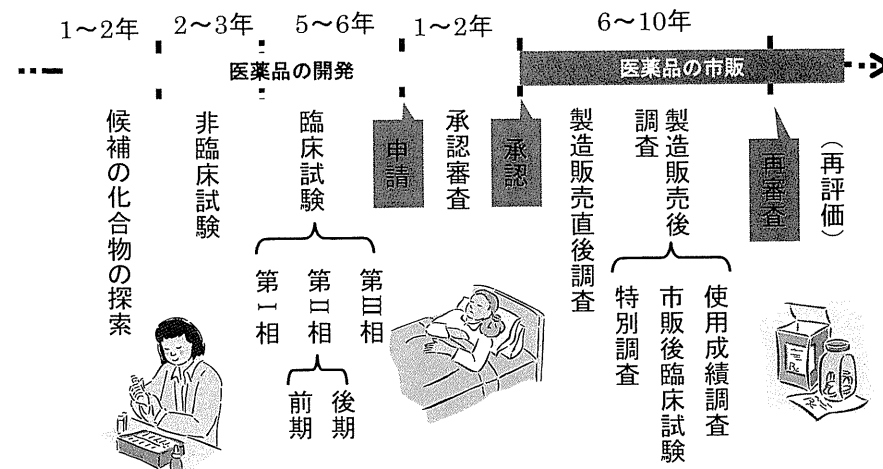 1～2年
2～3年
5～6年
1～2年
6～10年
医薬品の開発
医薬品の市販
候補の化合物の探索
非臨床試験
臨床試験
申請
承認審査
承認
製造販売直後調査
製造販売後
調査
再審査
(再評価)
第Ⅰ相
第Ⅱ相
第Ⅲ相
前期
後期
特別調査
市販後臨床試験
使用成績調査